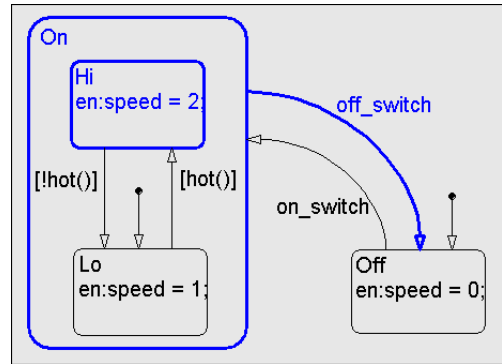 On
Hi
en:speed = 2;
off_switch
[!hot()]
[hot()]
on_switch
Lo
en:speed = 1;
Off
en:speed = 0;